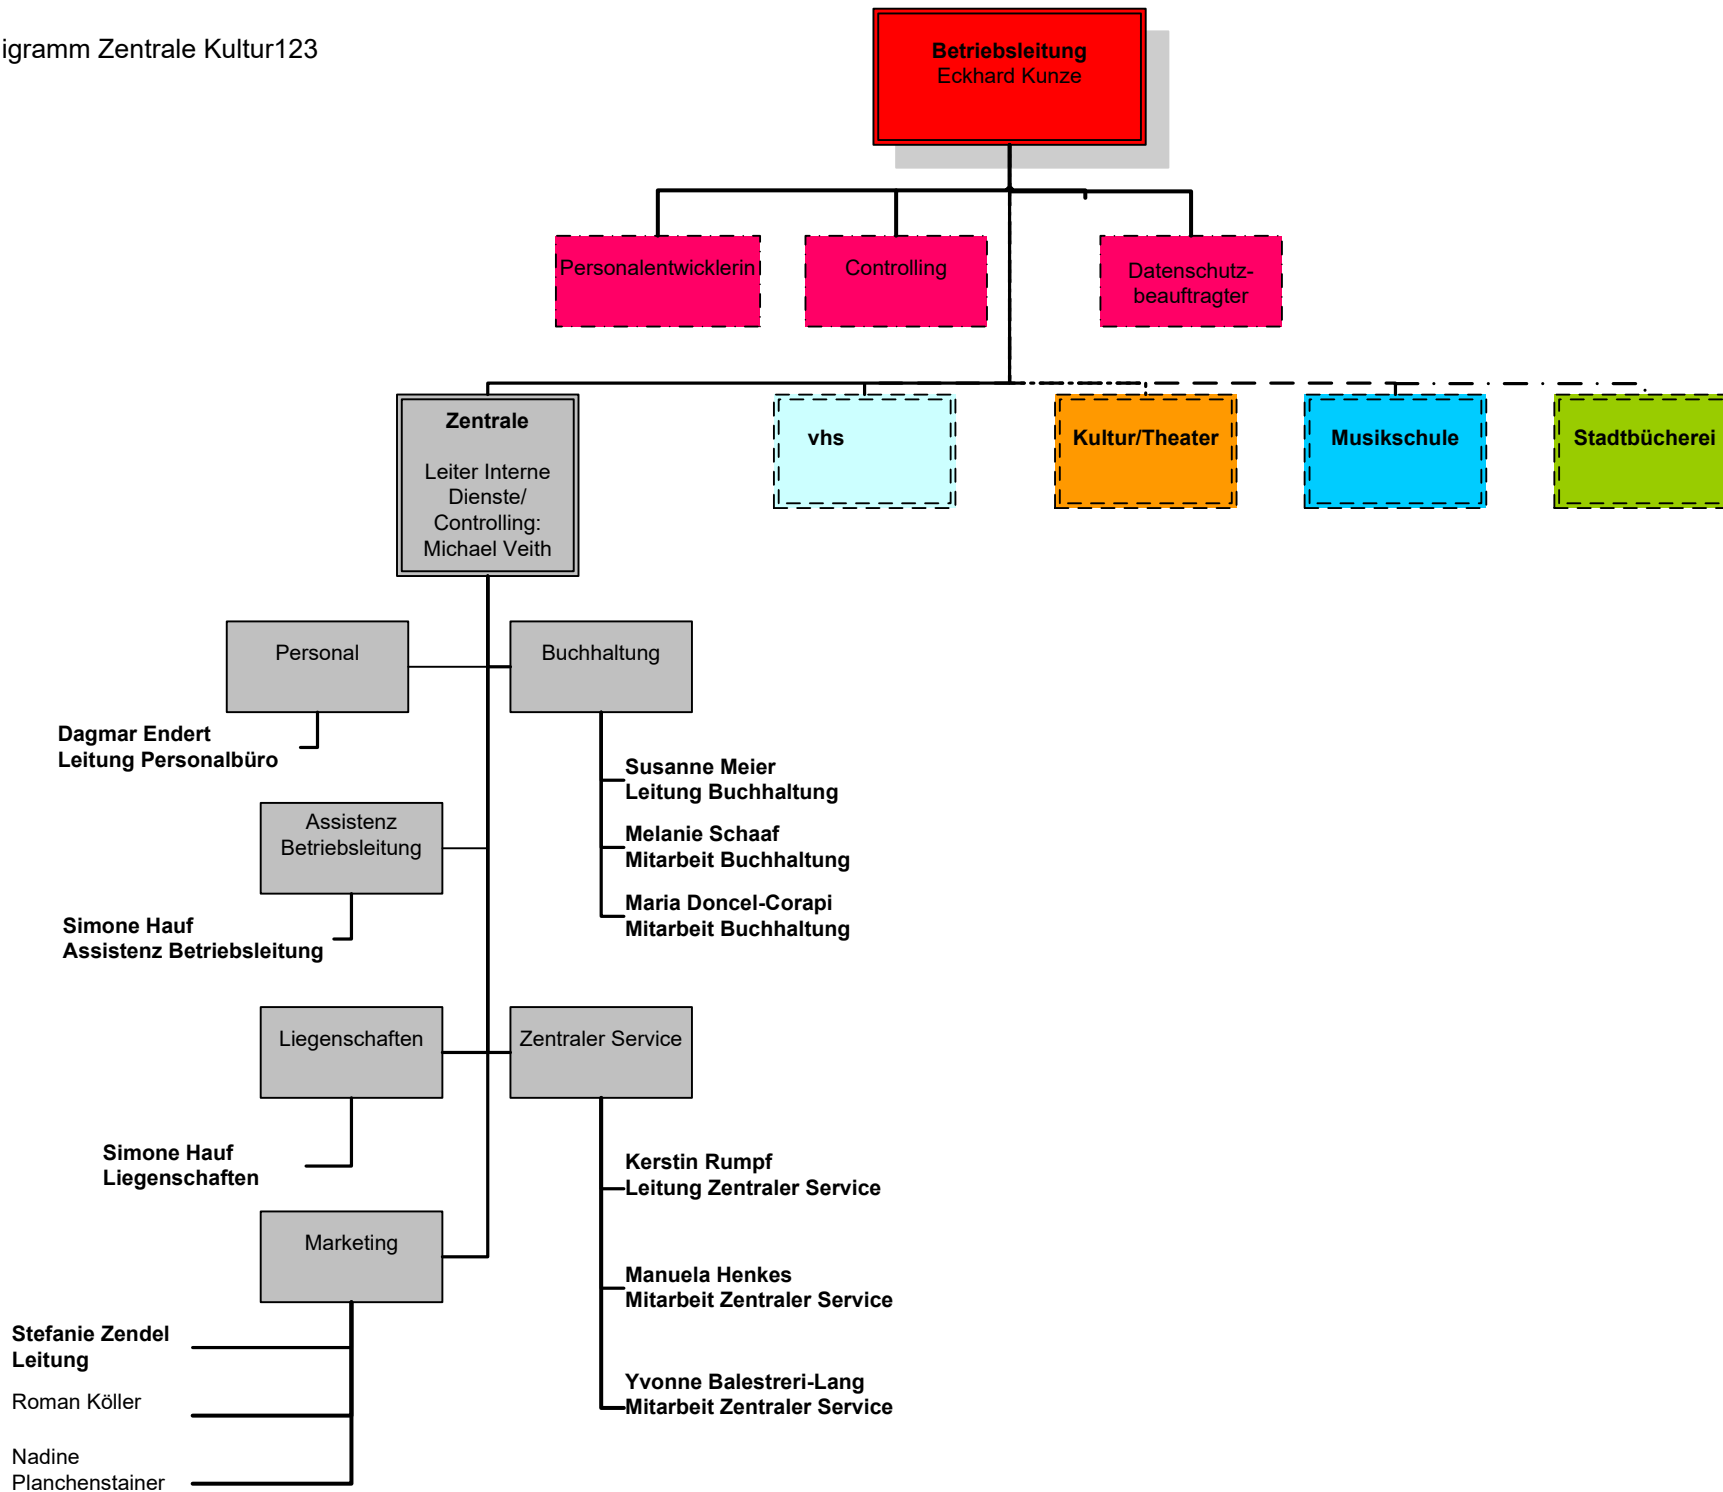 igramm Zentrale Kultur123
Betriebsleitung
Eckhard Kunze
Personalentwicklerin
Controlling
Datenschutz-
beauftragter
Zentrale
Leiter Interne
Dienste/
Controlling:
Michael Veith
vhs
Kultur/Theater
Musikschule
Stadtbücherei
Personal
Buchhaltung
Dagmar Endert
Leitung Personalbüro
Susanne Meier
Leitung Buchhaltung
Melanie Schaaf
Mitarbeit Buchhaltung
Maria Doncel-Corapi
Mitarbeit Buchhaltung
Assistenz
Betriebsleitung
Simone Hauf
Assistenz Betriebsleitung
Liegenschaften
Zentraler Service
Simone Hauf
Liegenschaften
Kerstin Rumpf
Leitung Zentraler Service
Manuela Henkes
Mitarbeit Zentraler Service
Yvonne Balestreri-Lang
Mitarbeit Zentraler Service
Marketing
Stefanie Zendel
Leitung
Roman Köller
Nadine
Planchenstainer